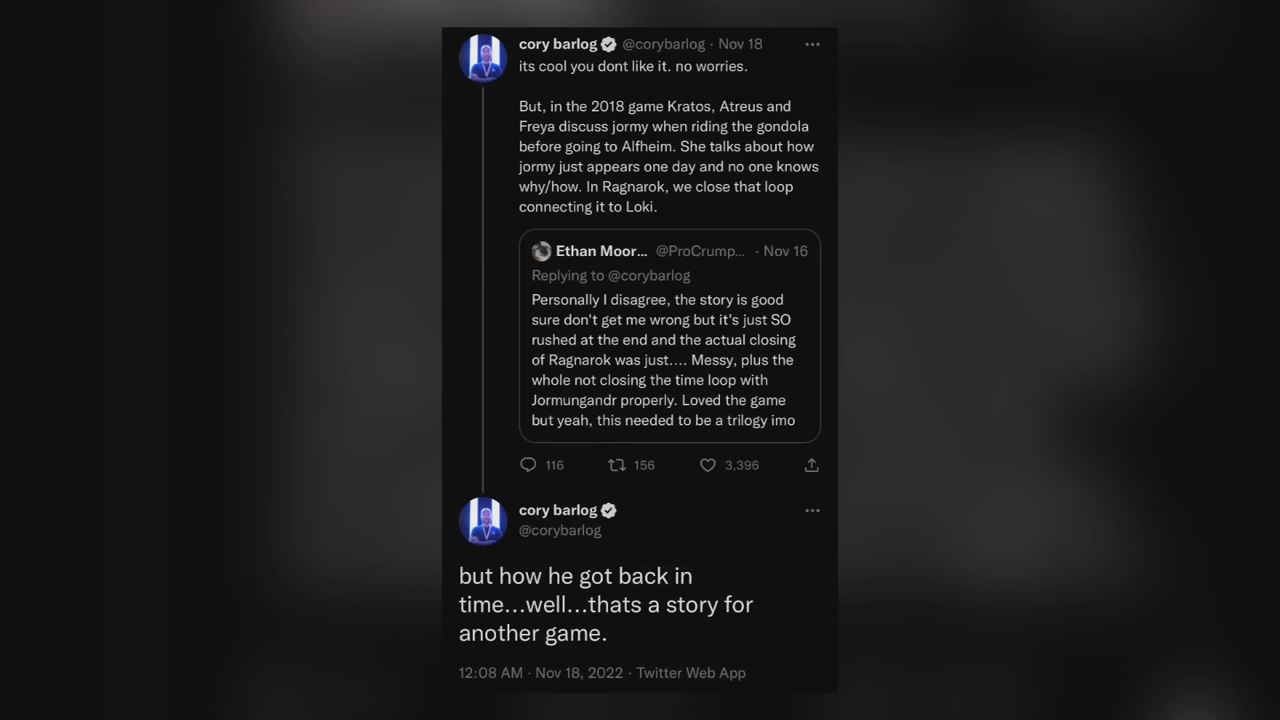 cory barlog @corybarlog · Nov 18 ...
its cool you dont like it. no worries.
But, in the 2018 game Kratos, Atreus and
Freya discuss jormy when riding the gondola
before going to Alfheim. She talks about how
jormy just appears one day and no one knows
why/how. In Ragnarok, we close that loop
connecting it to Loki.
Ethan Moor... @ProCrump... · Nov 16
Replying to @corybarlog
Personally I disagree, the story is good
sure don't get me wrong but it's just SO
rushed at the end and the actual closing
of Ragnarok was just.... Messy, plus the
whole not closing the time loop with
Jormungandr properly. Loved the game
but yeah, this needed to be a trilogy imo
116 156 3,396
cory barlog ...
@corybarlog
but how he got back in
time...well...thats a story for
another game.
12:08 AM · Nov 18, 2022 · Twitter Web App